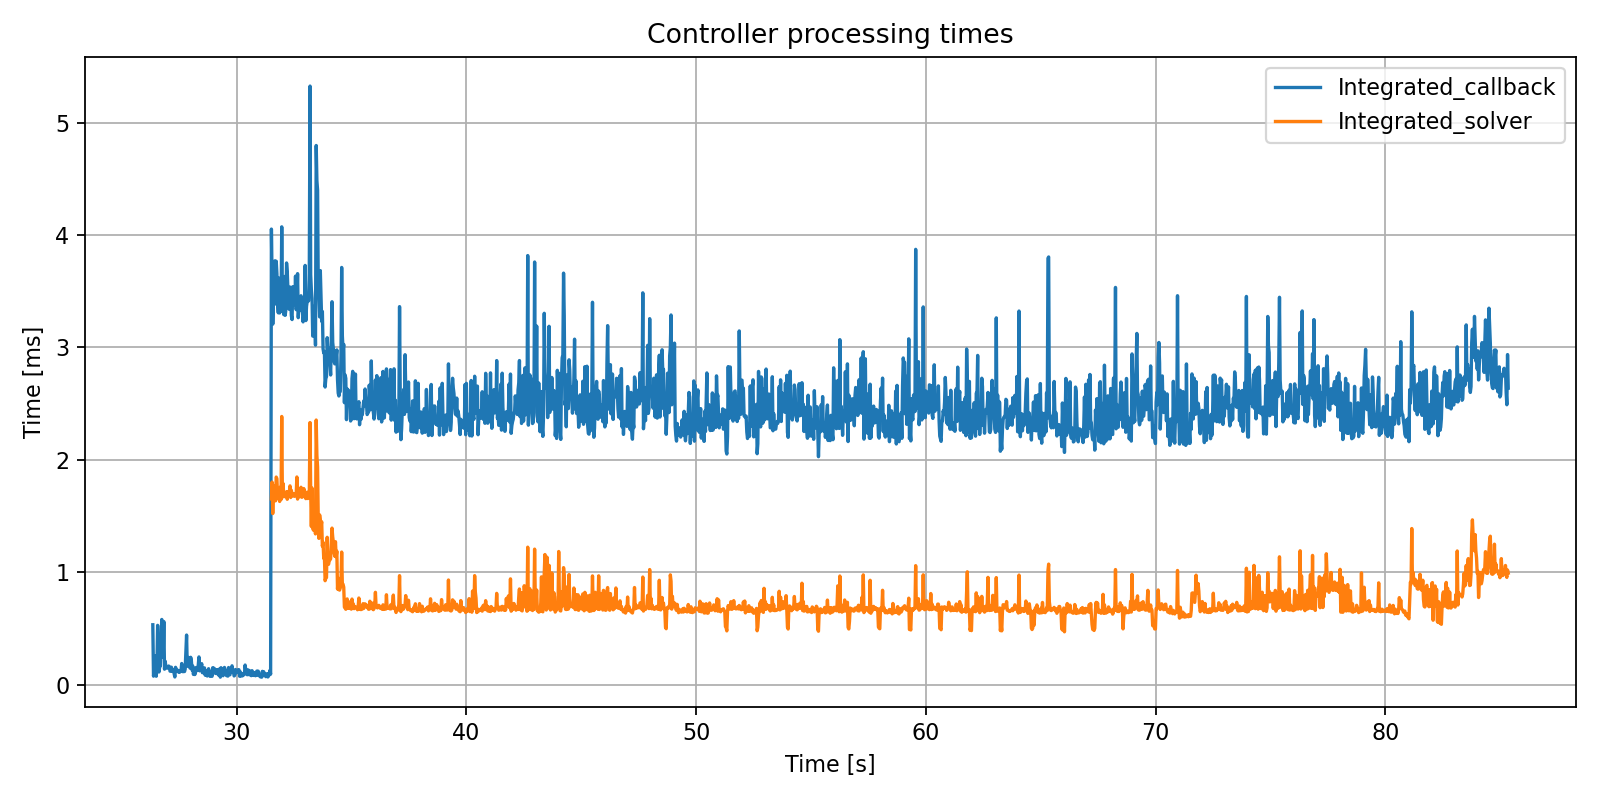 Controller processing times
Integrated_callback
Integrated_solver
Time [ms]
5
4
3
2
1
0
30
40
50
60
70
80
Time [s]